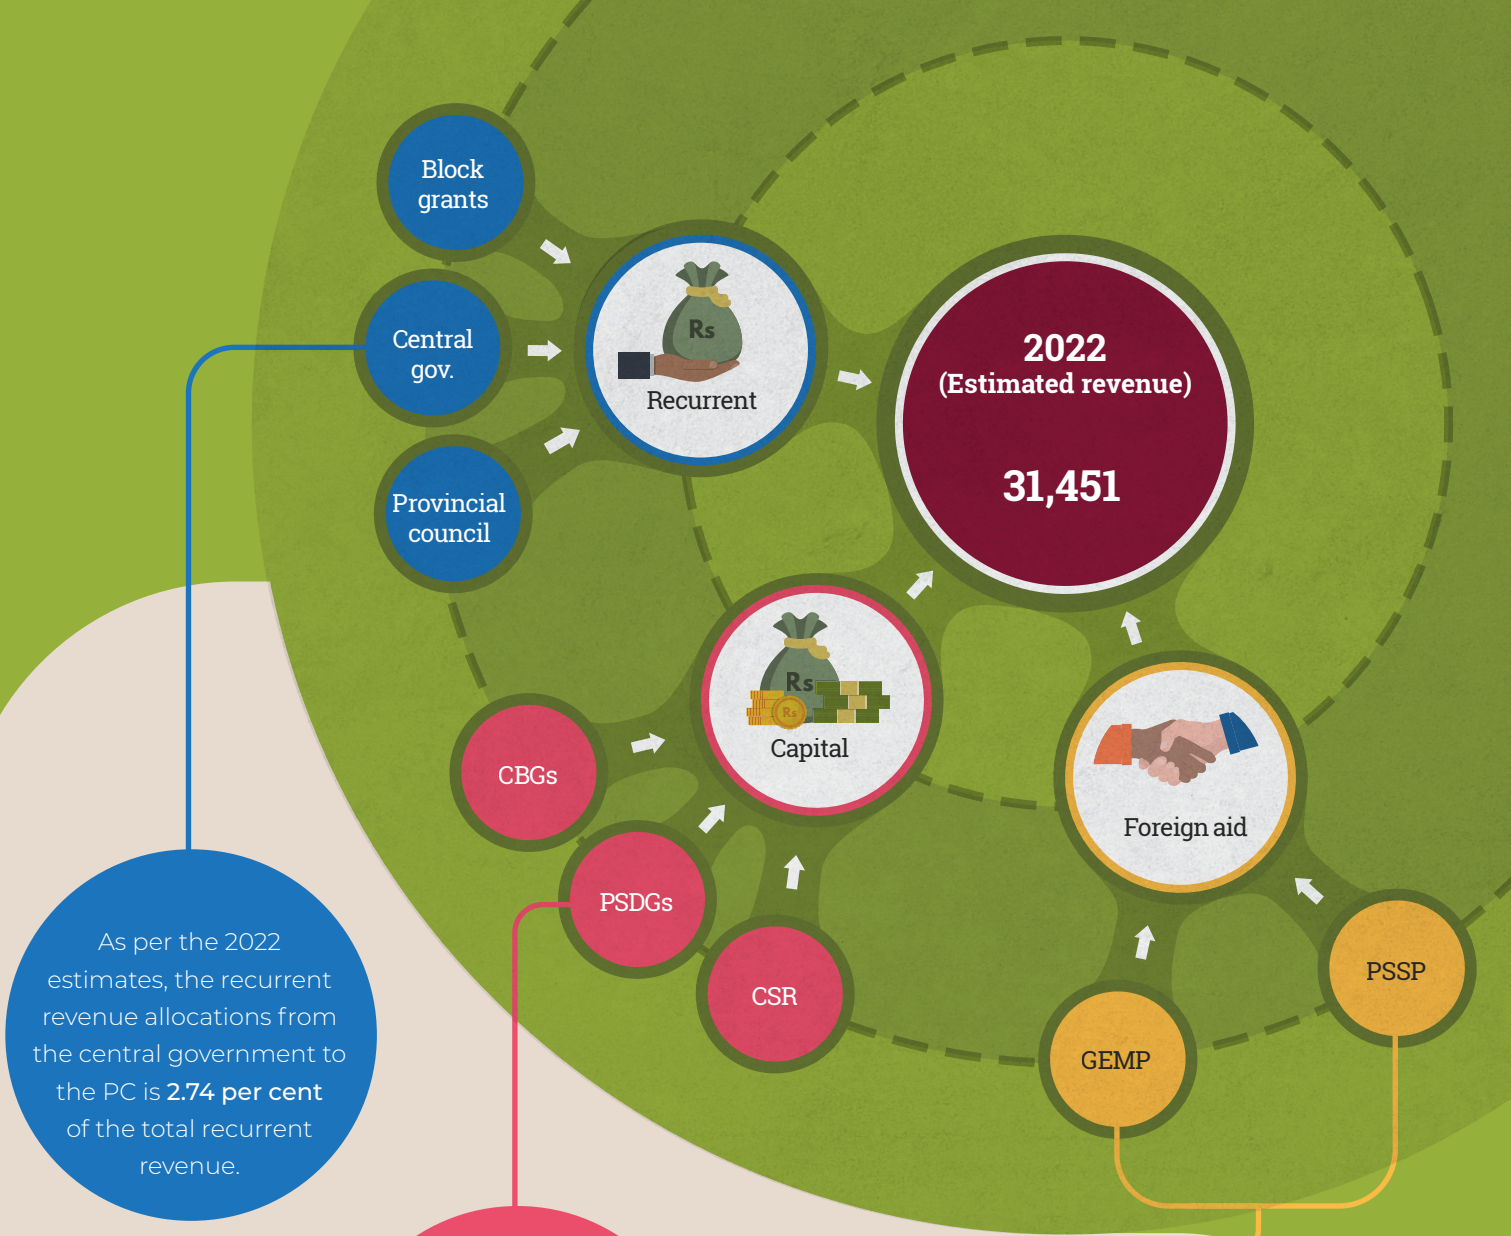 Block
grants
Central
gov.
Provincial
council
Rs
Recurrent
2022
(Estimated revenue)
31,451
Rs
Rs
Capital
CBGs
PSDGs
CSR
Foreign aid
GEMP
PSSP
As per the 2022
estimates, the recurrent
revenue allocations from
the central government to
the PC is 2.74 per cent
of the total recurrent
revenue.